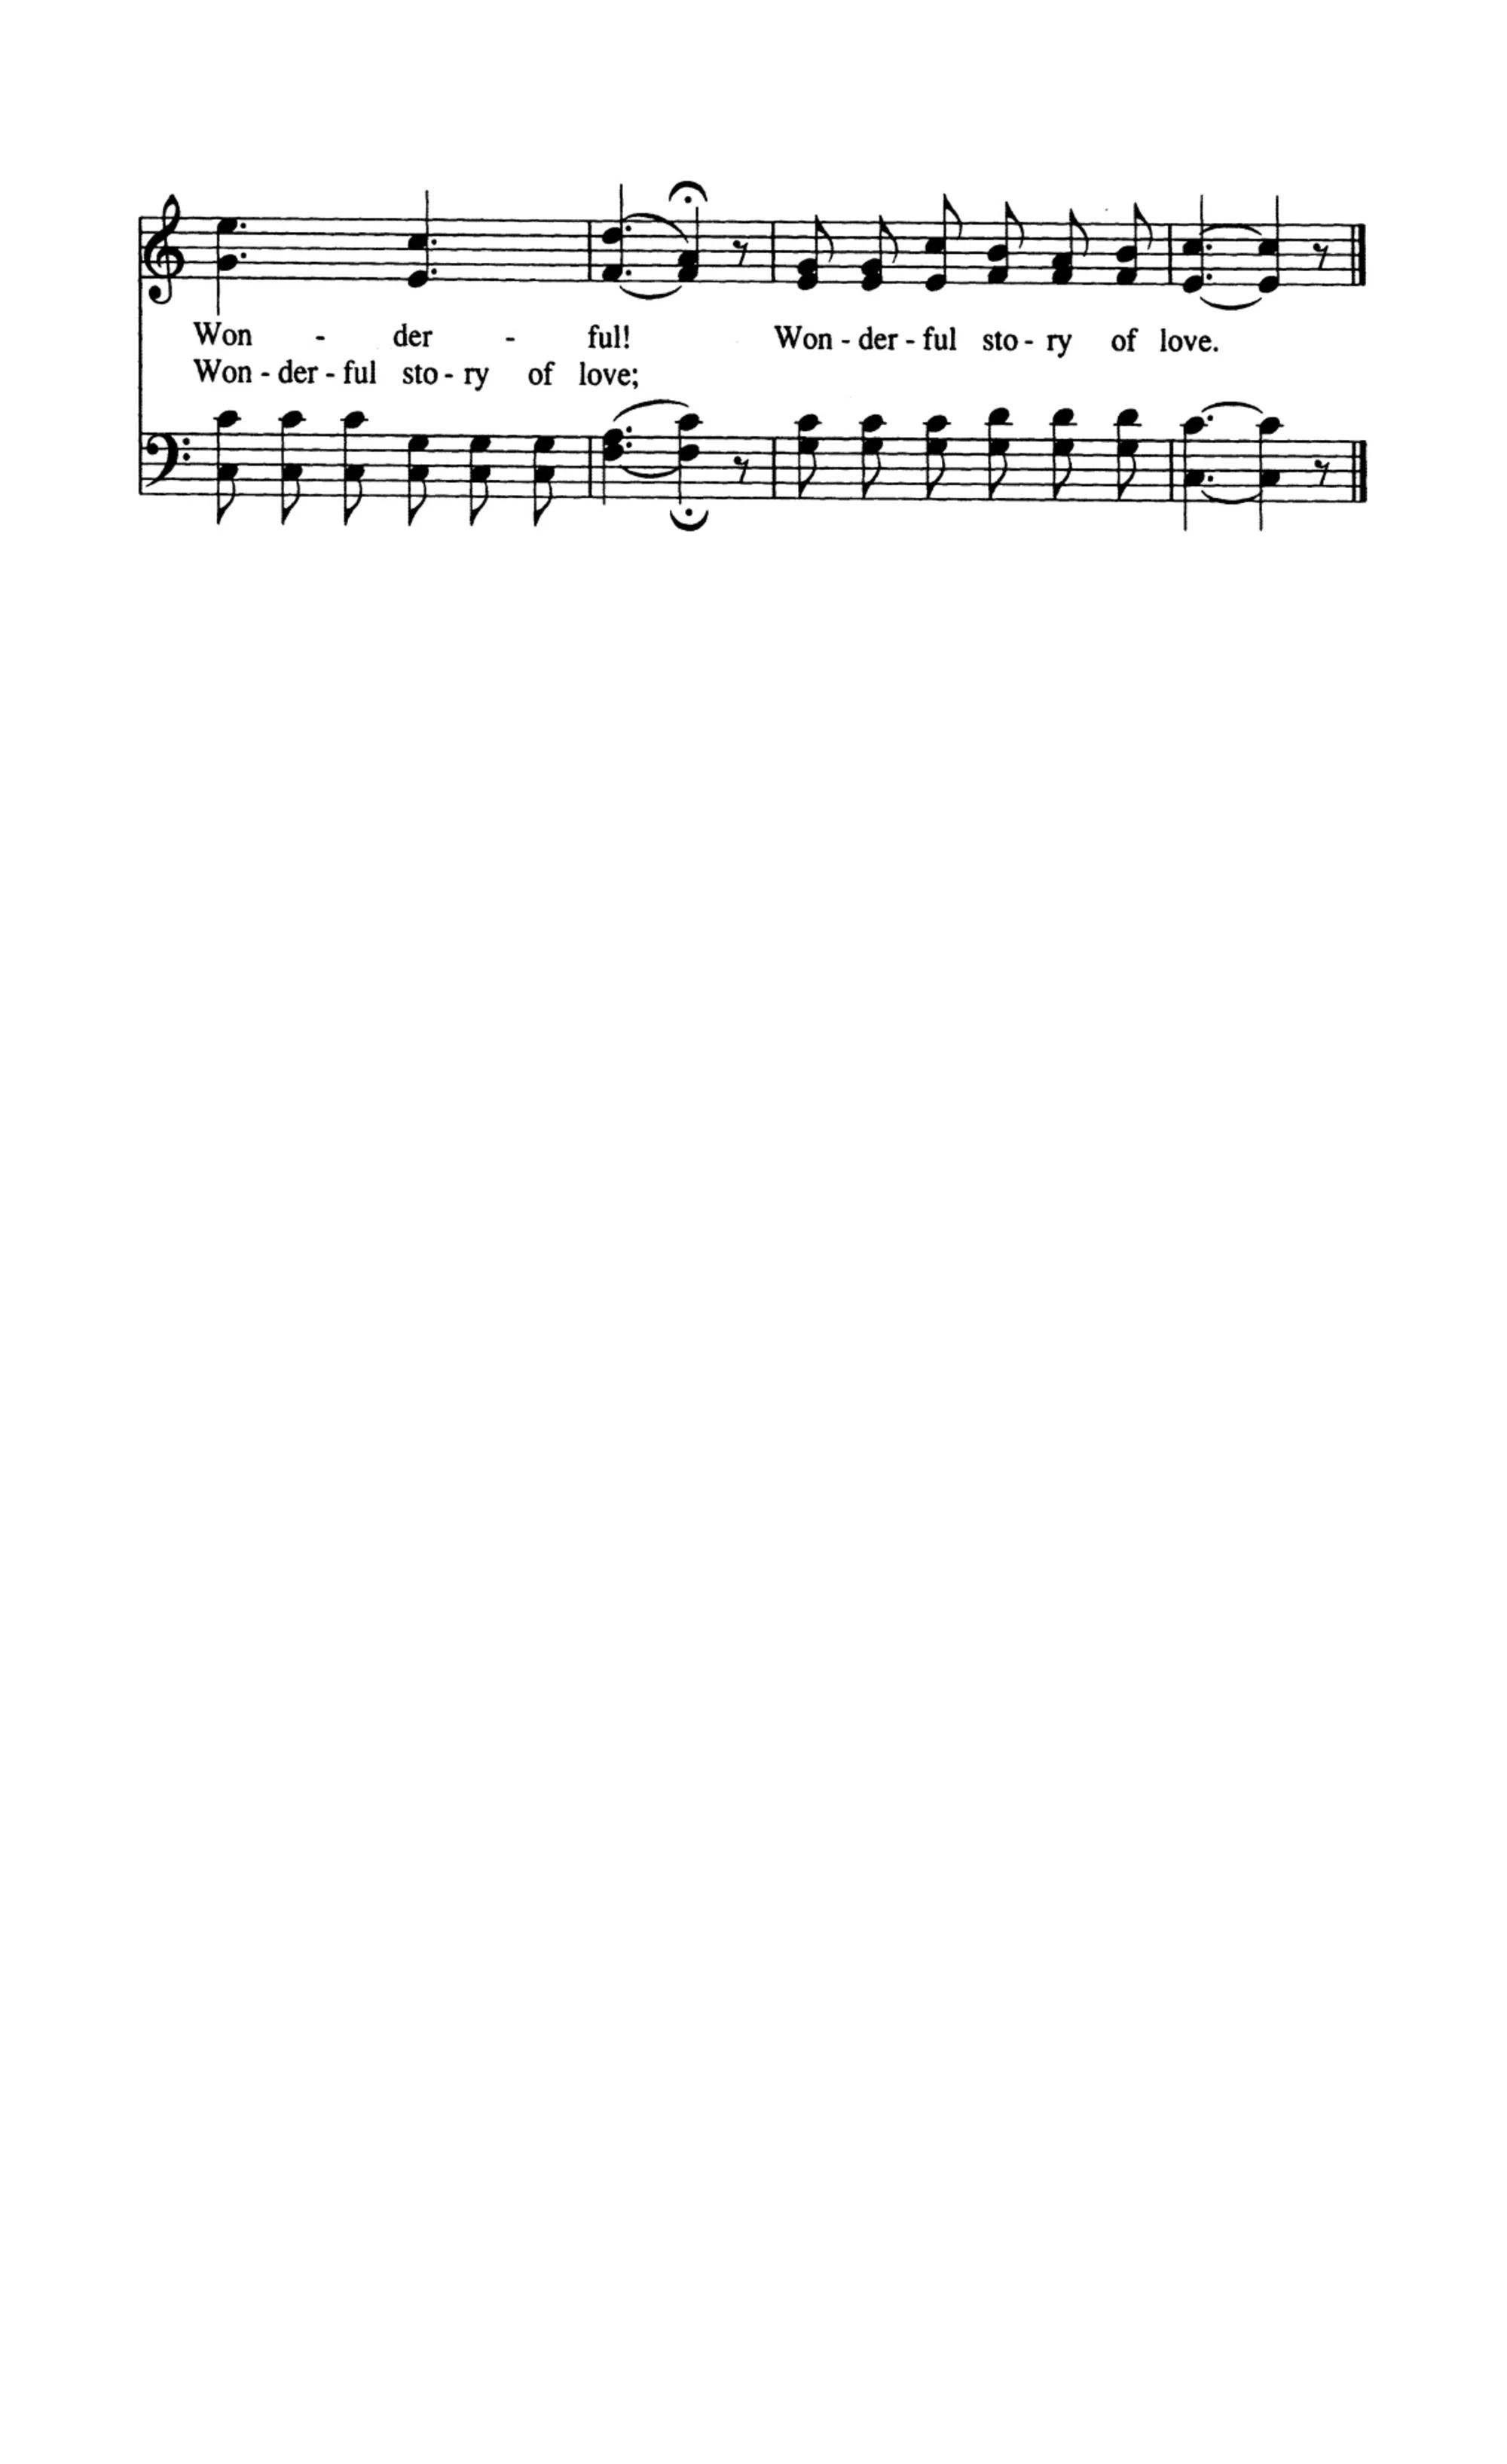 Won - der - ful! Won - der - ful sto - ry of love.
Won - der - ful sto - ry of love;